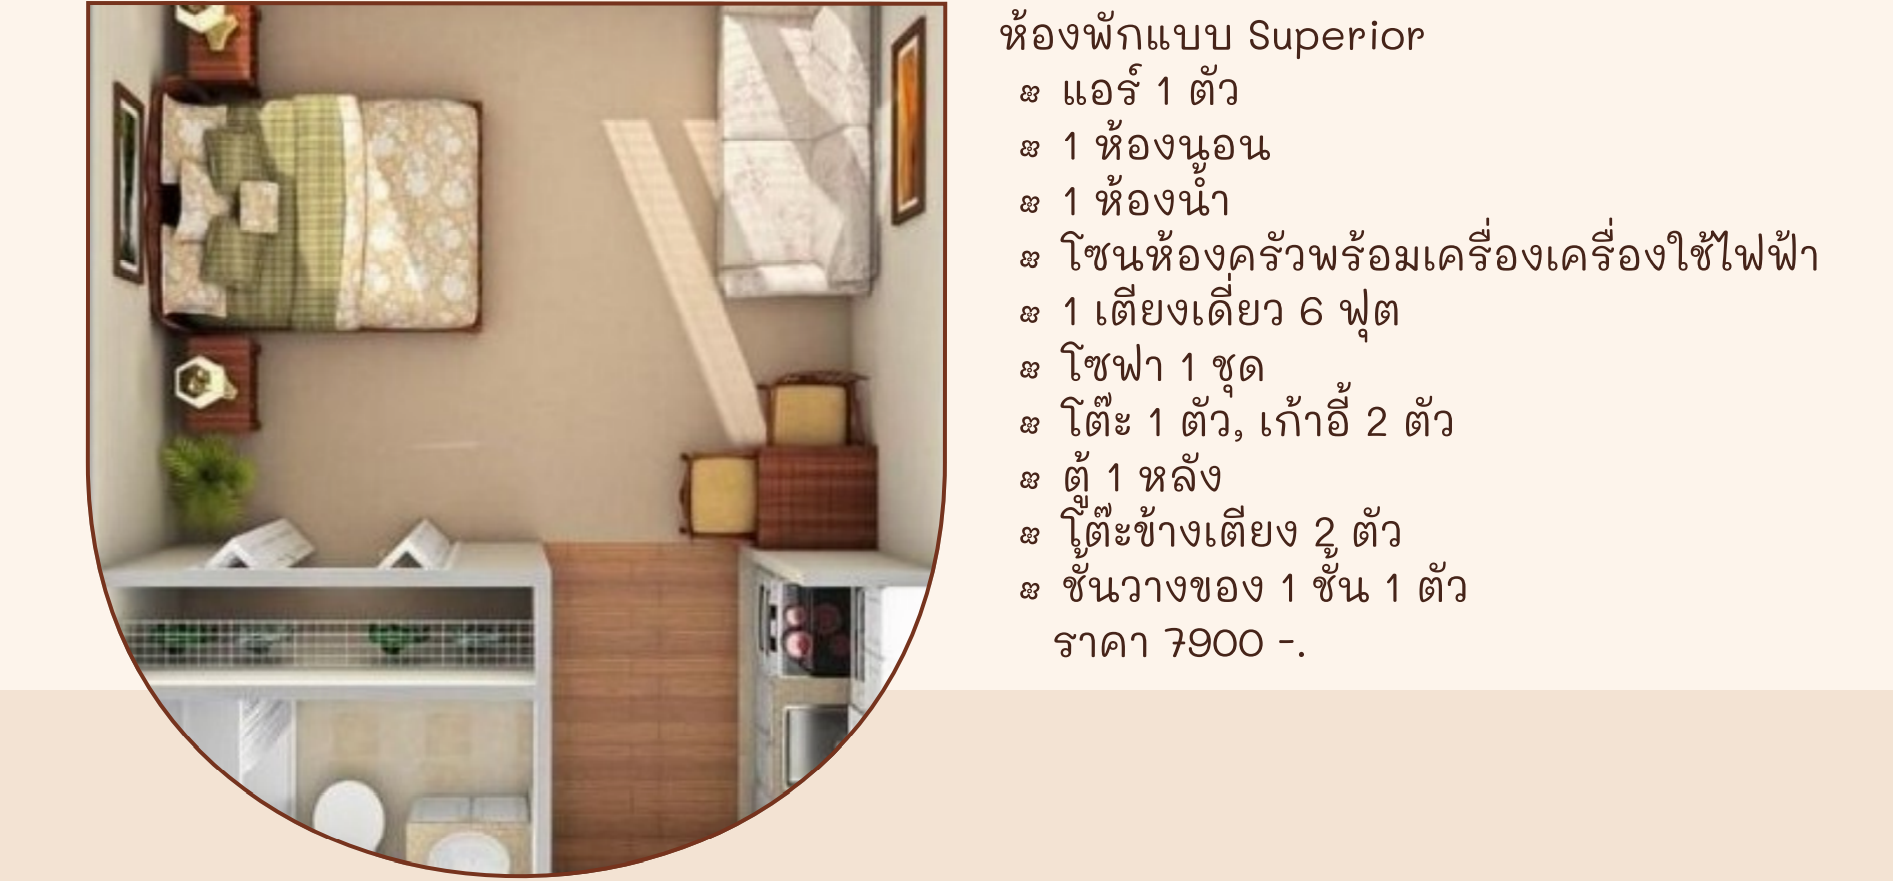 ห้องพักแบบ Superior
แอร์ 1 ตัว
1 ห้องนอน
1 ห้องน้ำ
โซนห้องครัวพร้อมเครื่องเครื่องใช้ไฟฟ้า
1 เตียงเดี่ยว 6 ฟุต
โซฟา 1 ชุด
โต๊ะ 1 ตัว, เก้าอี้ 2 ตัว
ตู้ 1 หลัง
โต๊ะข้างเตียง 2 ตัว
ชั้นวางของ 1 ชั้น 1 ตัว
ราคา 7900 -.